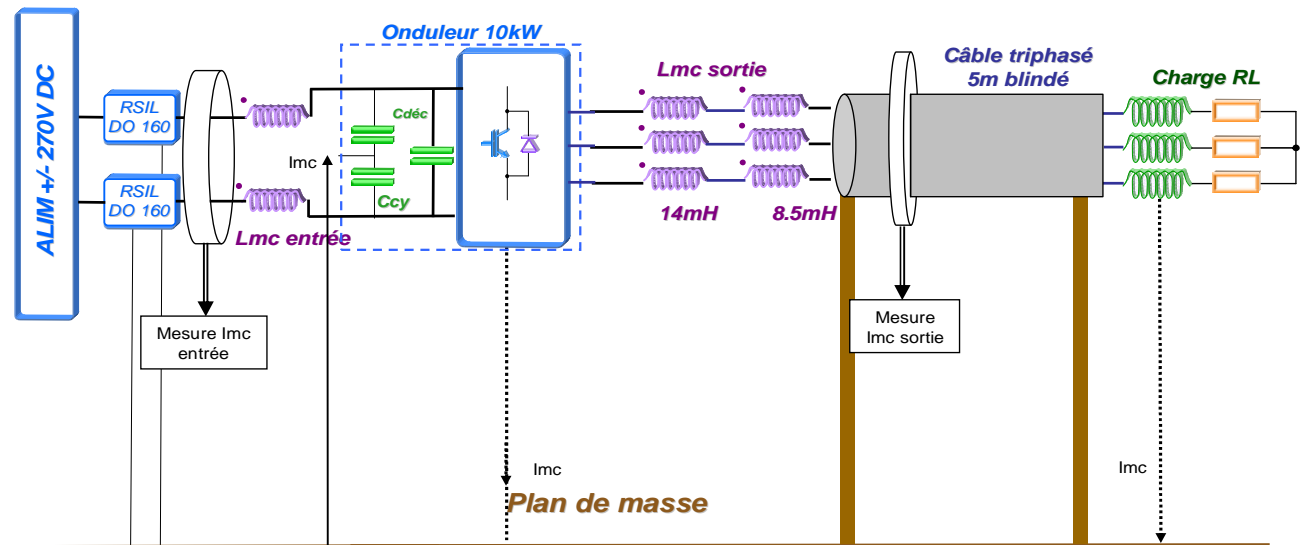 ALIM +/- 270V DC
RSIL
DO 160
RSIL
DO 160
Lmc entrée
Mesure Imc
entrée
Onduleur 10kW
Imc
Cdéc
Ccy
Imc
Lmc sortie
14mH
8.5mH
Câble triphasé
5m blindé
Mesure
Imc sortie
Charge RL
Imc
Plan de masse